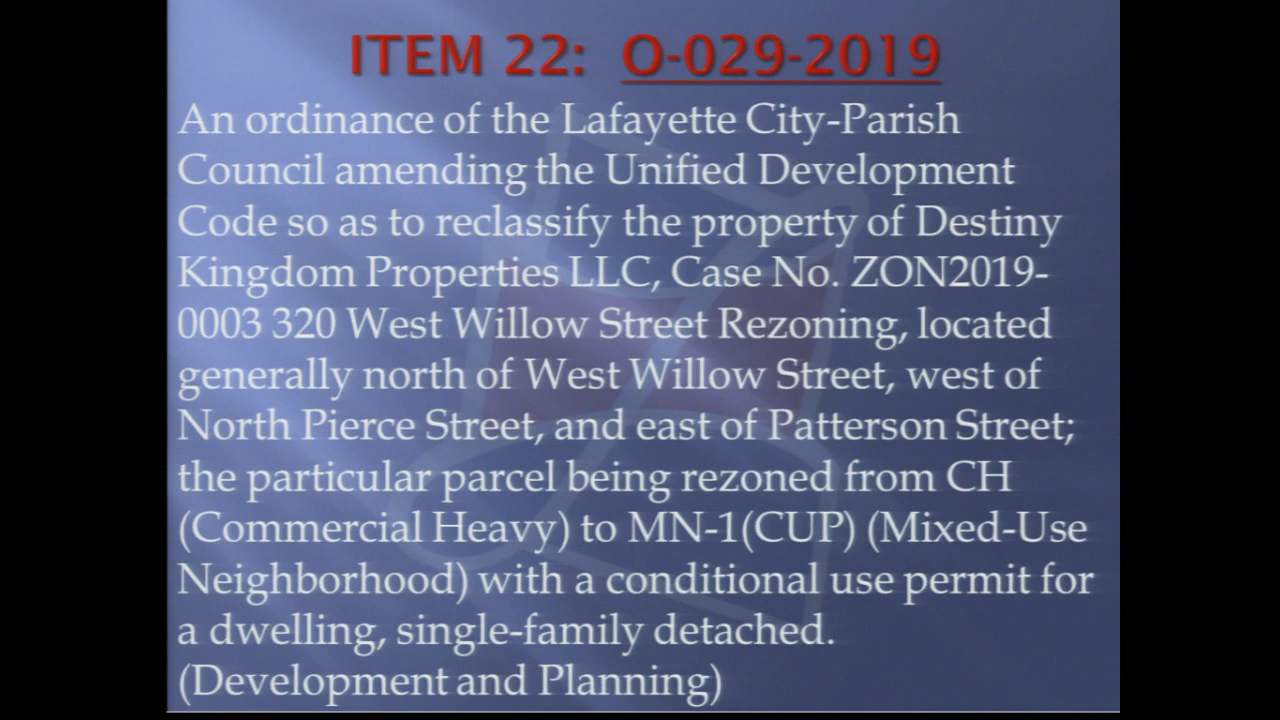 ITEM 22: O-029-2019
An ordinance of the Lafayette City-Parish
Council amending the Unified Development
Code so as to reclassify the property of Destiny
Kingdom Properties LLC, Case No. ZON2019-
0003 320 West Willow Street Rezoning, located
generally north of West Willow Street, west of
North Pierce Street, and east of Patterson Street;
the particular parcel being rezoned from CH
(Commercial Heavy) to MN-1(CUP) (Mixed-Use
Neighborhood) with a conditional use permit for
a dwelling, single-family detached.
(Development and Planning)